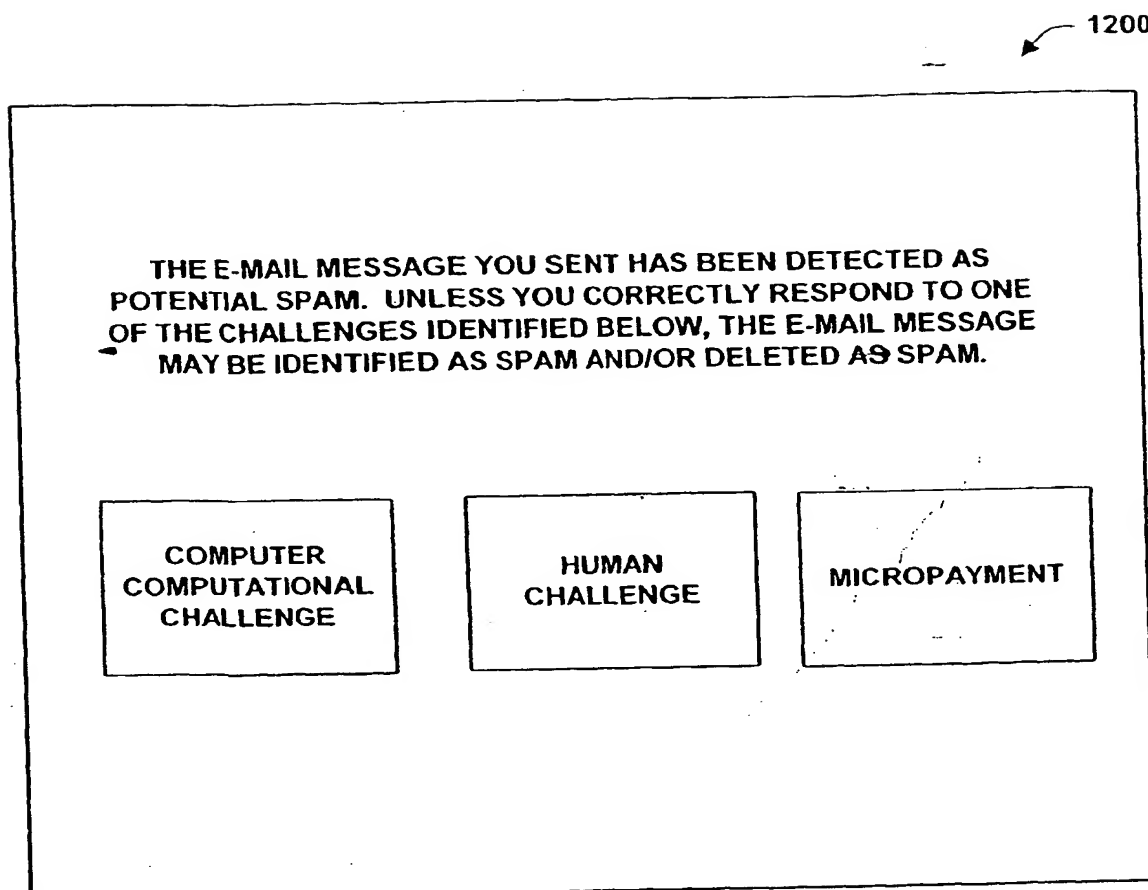 1200
THE E-MAIL MESSAGE YOU SENT HAS BEEN DETECTED AS
POTENTIAL SPAM. UNLESS YOU CORRECTLY RESPOND TO ONE
OF THE CHALLENGES IDENTIFIED BELOW, THE E-MAIL MESSAGE
MAY BE IDENTIFIED AS SPAM AND/OR DELETED AS SPAM.
COMPUTER
COMPUTATIONAL
CHALLENGE
HUMAN
CHALLENGE
MICROPAYMENT